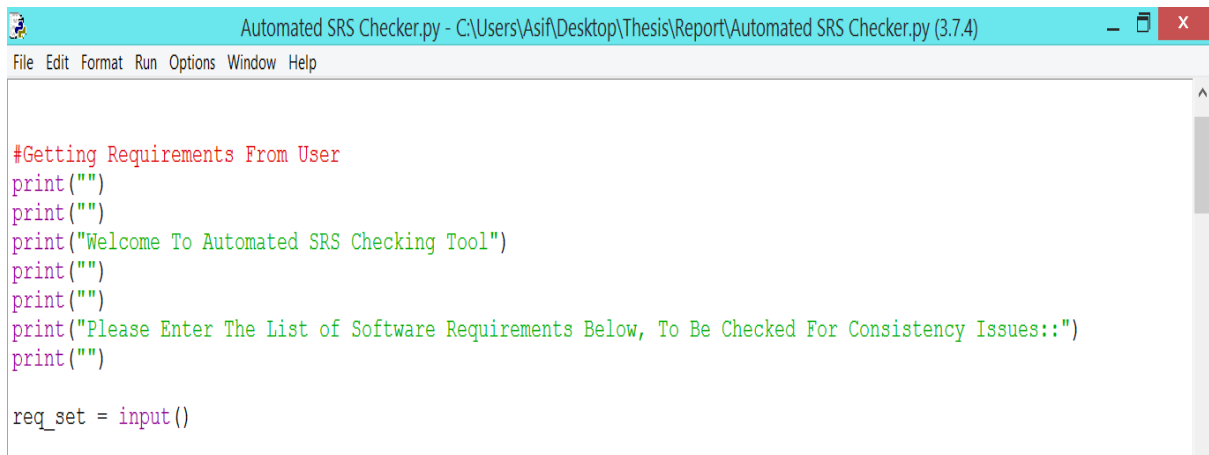 Automated SRS Checker.py - C:\Users\Asif\Desktop\Thesis\Report\Automated SRS Checker.py (3.7.4)
File Edit Format Run Options Window Help
#Getting Requirements From User
print("")
print("")
print("Welcome To Automated SRS Checking Tool")
print("")
print("")
print("Please Enter The List of Software Requirements Below, To Be Checked For Consistency Issues::")
print("")
req_set = input()